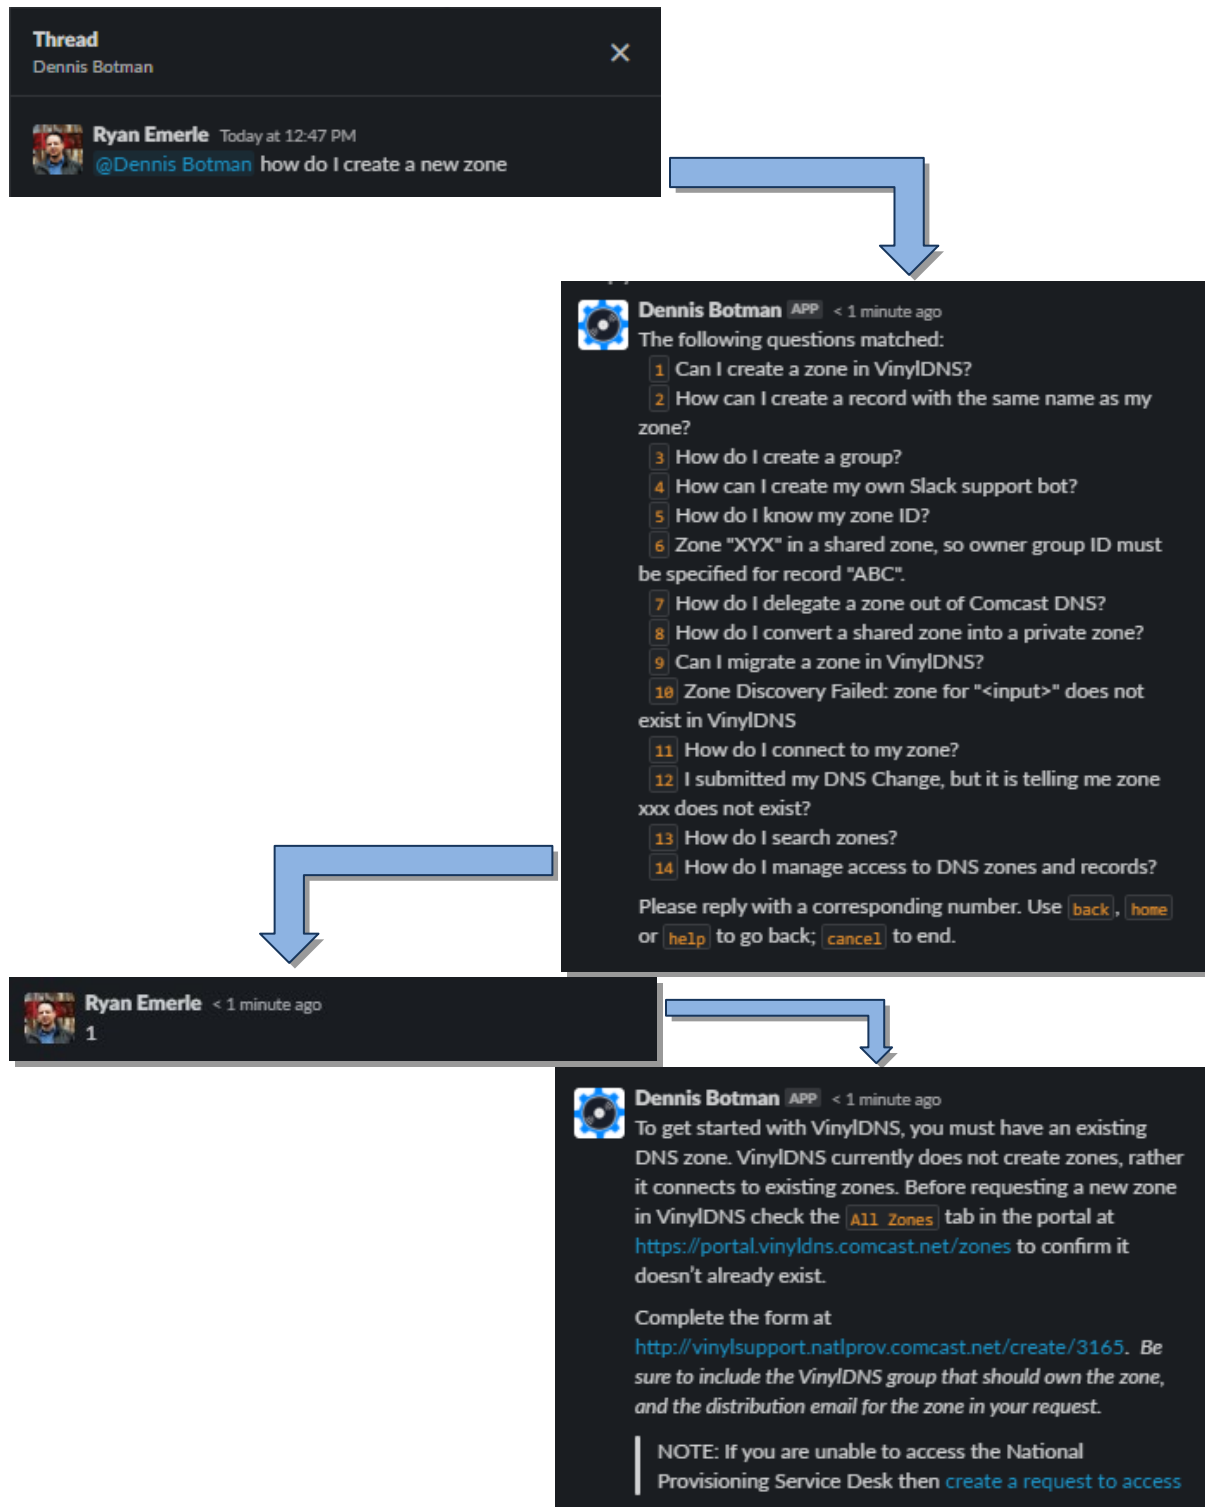 Thread
Dennis Botman
Ryan Emerle Today at 12:47 PM
@Dennis Botman how do I create a new zone
Dennis Botman APP < 1 minute ago
The following questions matched:
1 Can I create a zone in VinylDNS?
2 How can I create a record with the same name as my
zone?
3 How do I create a group?
4 How can I create my own Slack support bot?
5 How do I know my zone ID?
6 Zone "XYX" in a shared zone, so owner group ID must
be specified for record "ABC".
7 How do I delegate a zone out of Comcast DNS?
8 How do I convert a shared zone into a private zone?
9 Can I migrate a zone in VinylDNS?
10 Zone Discovery Failed: zone for "<input>" does not
exist in VinylDNS
11 How do I connect to my zone?
12 I submitted my DNS Change, but it is telling me zone
xxx does not exist?
13 How do I search zones?
14 How do I manage access to DNS zones and records?
Please reply with a corresponding number. Use back, home
or help to go back; cancel to end.
Ryan Emerle < 1 minute ago
1
Dennis Botman APP < 1 minute ago
To get started with VinylDNS, you must have an existing
DNS zone. VinylDNS currently does not create zones, rather
it connects to existing zones. Before requesting a new zone
in VinylDNS check the All Zones tab in the portal at
https://portal.vinyldns.comcast.net/zones to confirm it
doesn't already exist.
Complete the form at
http://vinylsupport.natlprov.comcast.net/create/3165. Be
sure to include the VinylDNS group that should own the zone,
and the distribution email for the zone in your request.
NOTE: If you are unable to access the National
Provisioning Service Desk then create a request to access